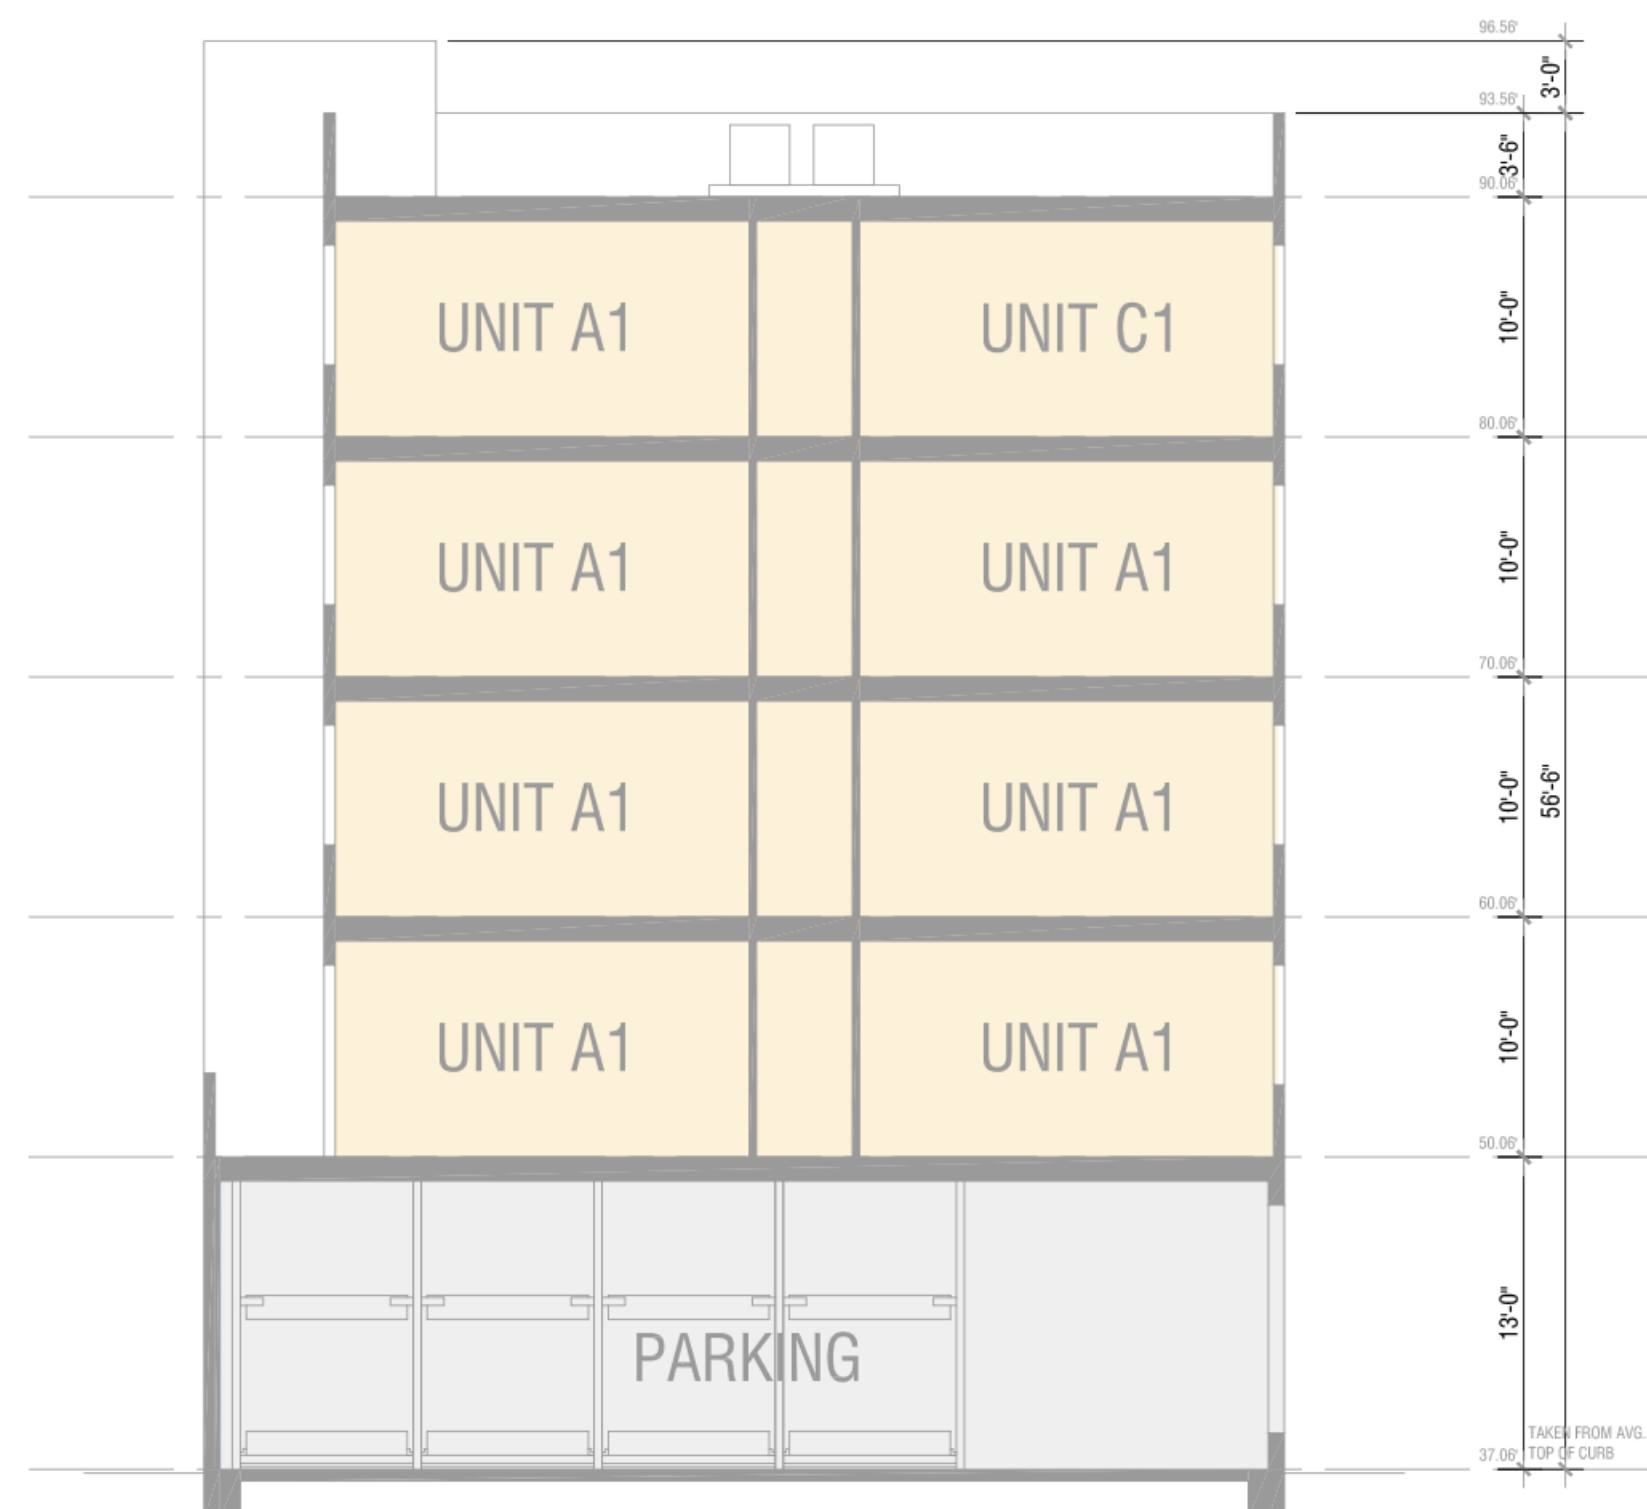 96.56'
3'-0"
93.56'
3'-6"
90.06'
UNIT A1 UNIT C1
10'-0"
80.06'
UNIT A1 UNIT A1
10'-0"
70.06'
UNIT A1 UNIT A1
10'-0"
56'-6"
60.06'
UNIT A1 UNIT A1
10'-0"
50.06'
13'-0"
PARKING
TAKEN FROM AVG.
37.06' TOP OF CURB